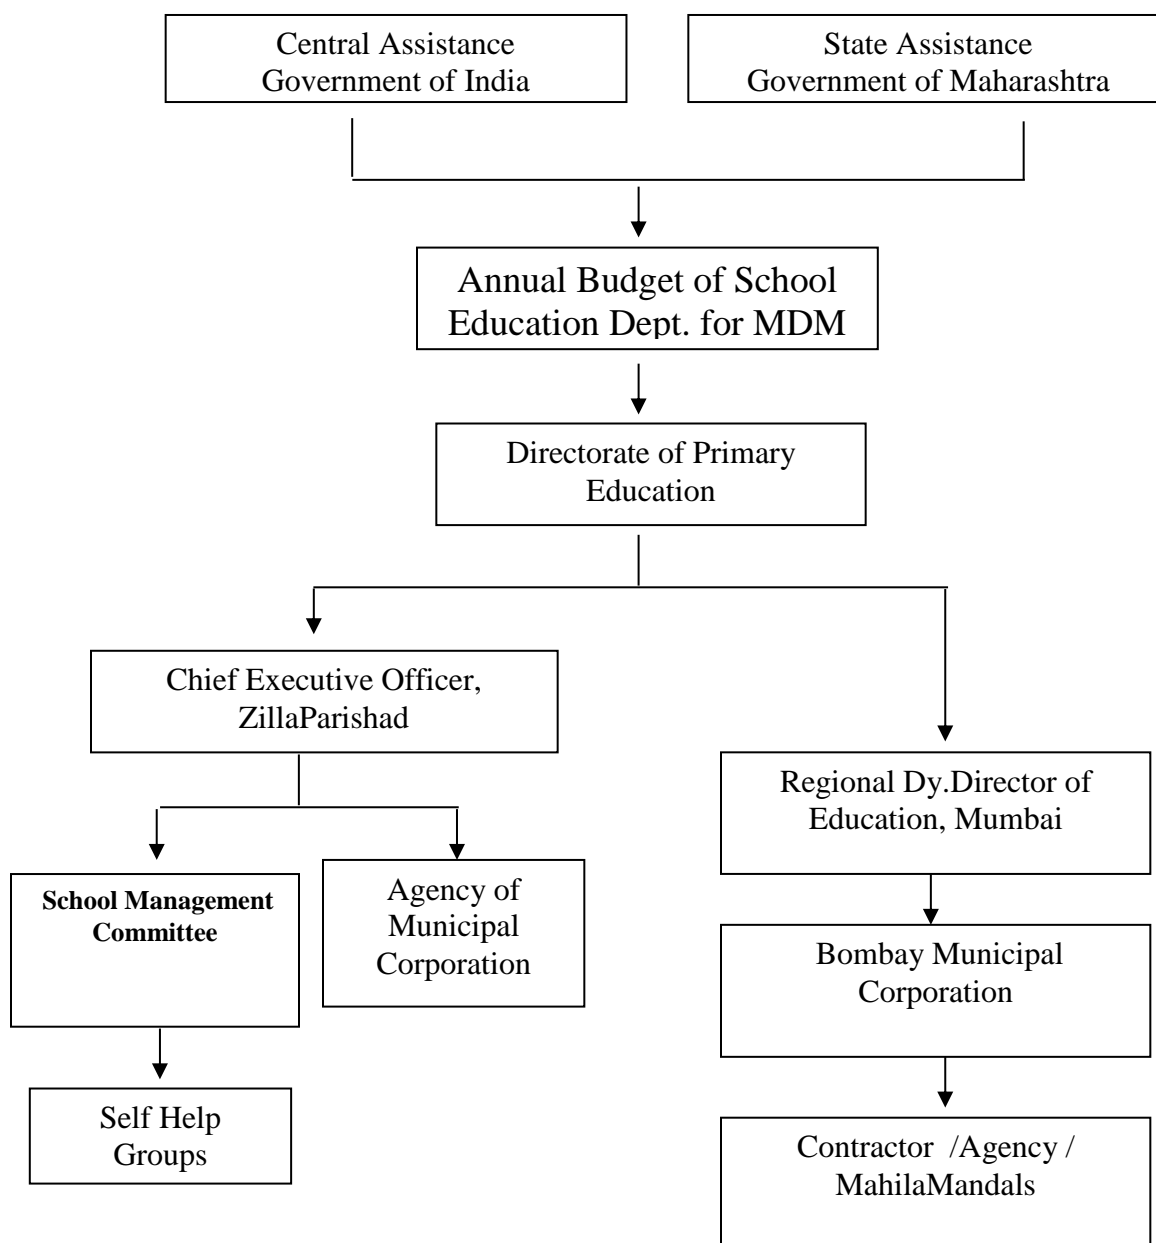 Central Assistance
Government of India
State Assistance
Government of Maharashtra
Annual Budget of School
Education Dept. for MDM
Directorate of Primary
Education
Chief Executive Officer,
ZillaParishad
Regional Dy.Director of
Education, Mumbai
School Management
Committee
Agency of
Municipal
Corporation
Bombay Municipal
Corporation
Self Help
Groups
Contractor /Agency /
MahilaMandals